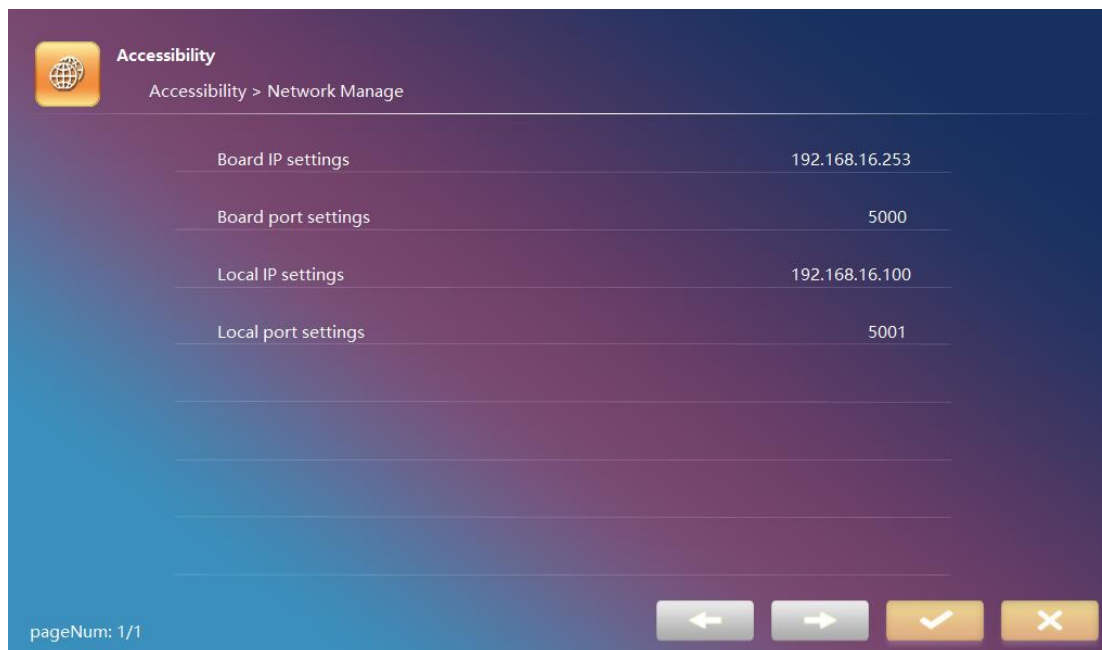 Accessibility
Accessibility > Network Manage
Board IP settings 192.168.16.253
Board port settings 5000
Local IP settings 192.168.16.100
Local port settings 5001
pageNum: 1/1